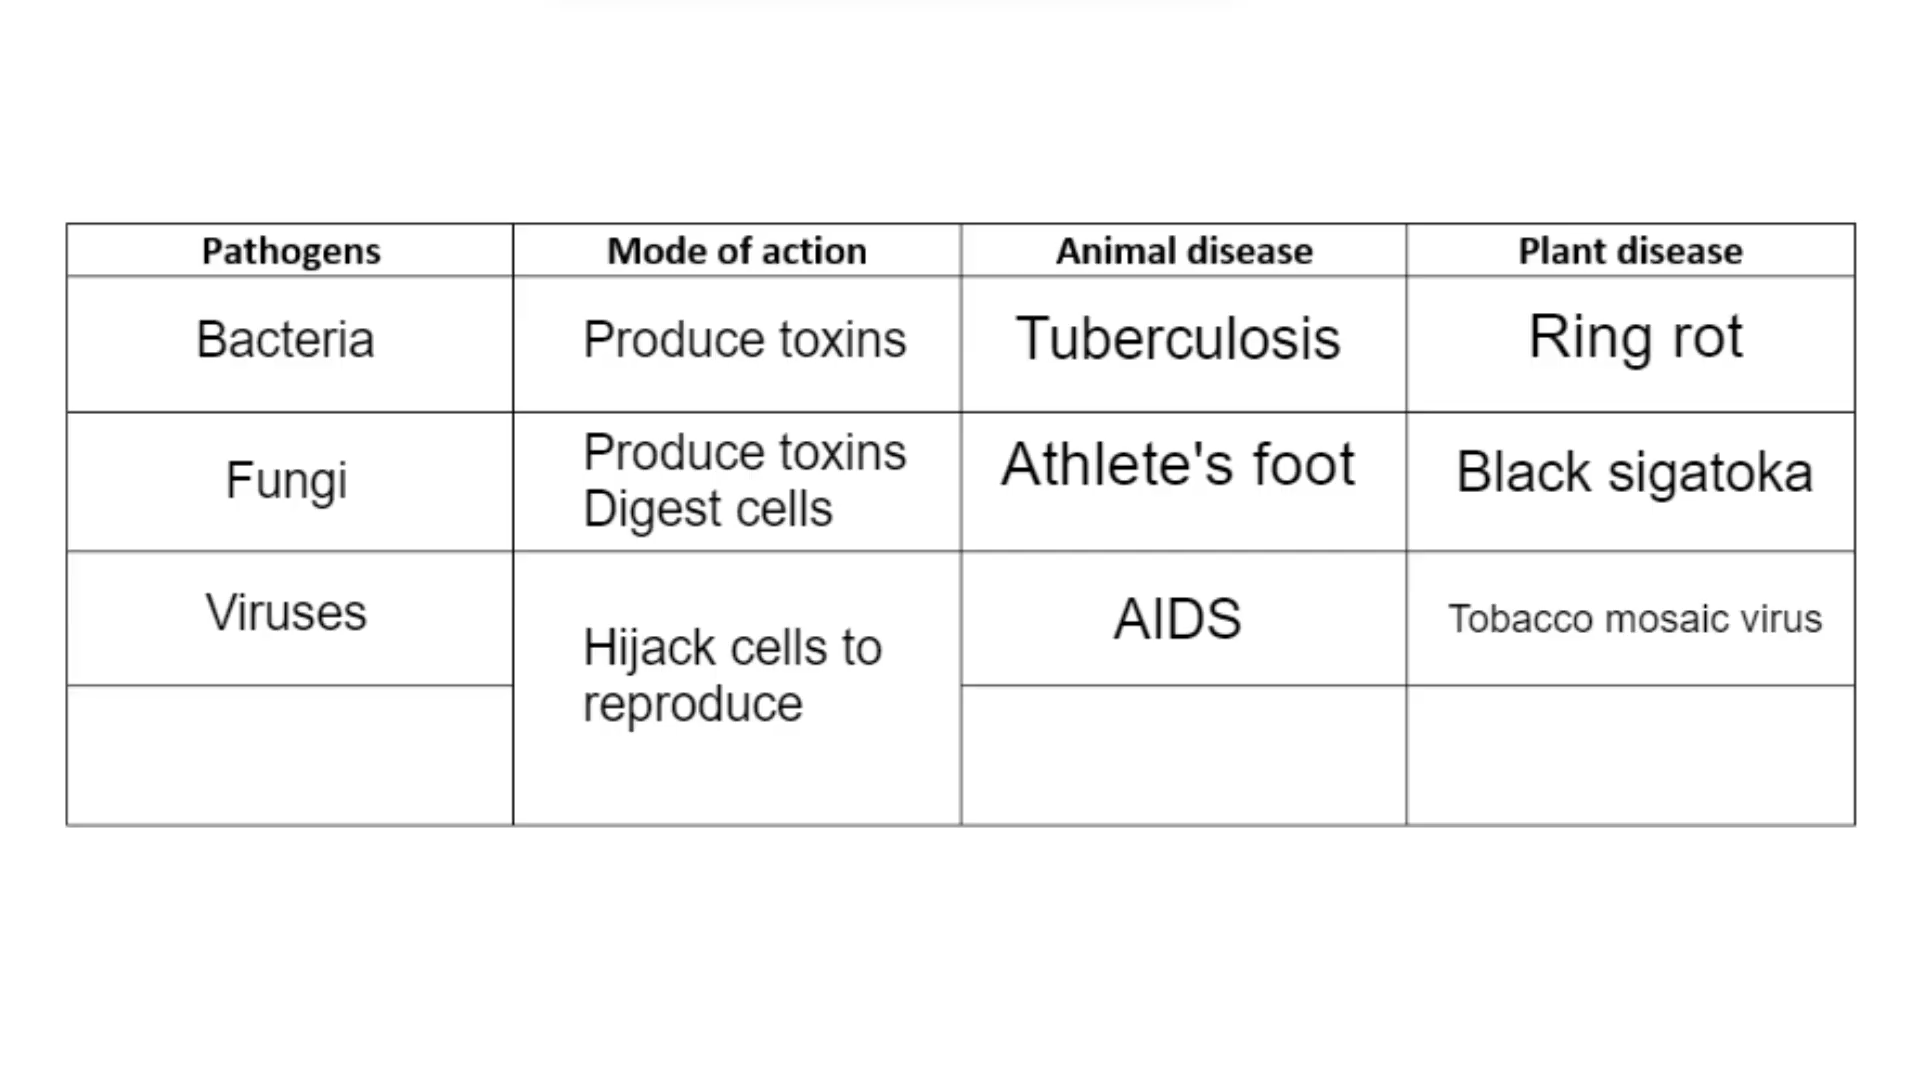 Pathogens Mode of action Animal disease Plant disease
Bacteria Produce toxins Tuberculosis Ring rot
Fungi Produce toxins Athlete's foot Black sigatoka
Digest cells
Viruses Hijack cells to AIDS Tobacco mosaic virus
reproduce